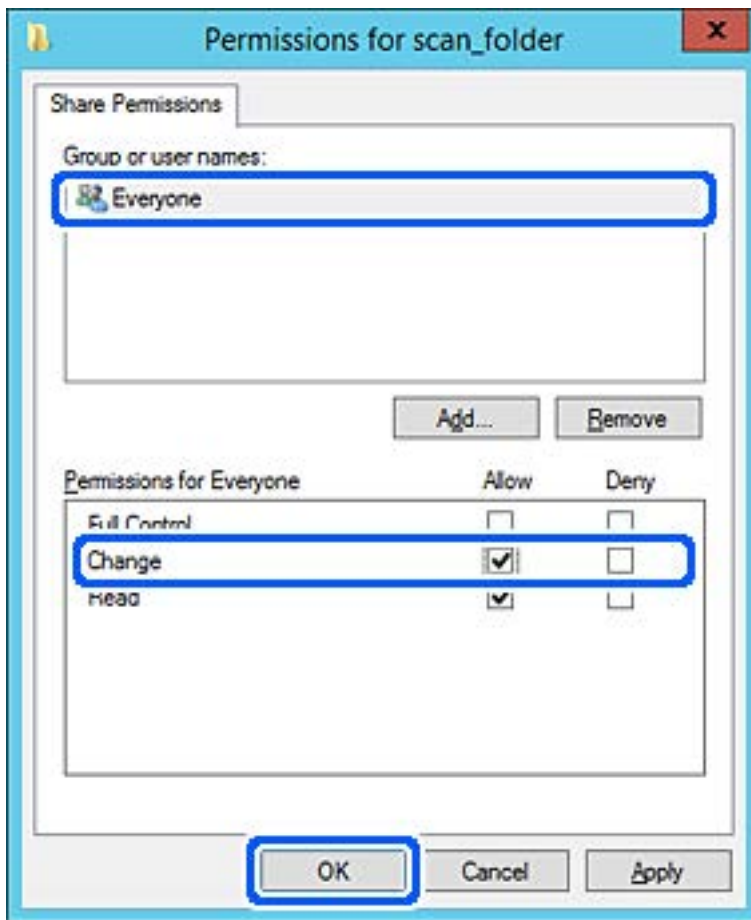 Permissions for scan_folder
x
Share Permissions
Group or user names:
Everyone
Add... Remove
Permissions for Everyone Allow Deny
Full Control
Change
Read
OK Cancel Apply